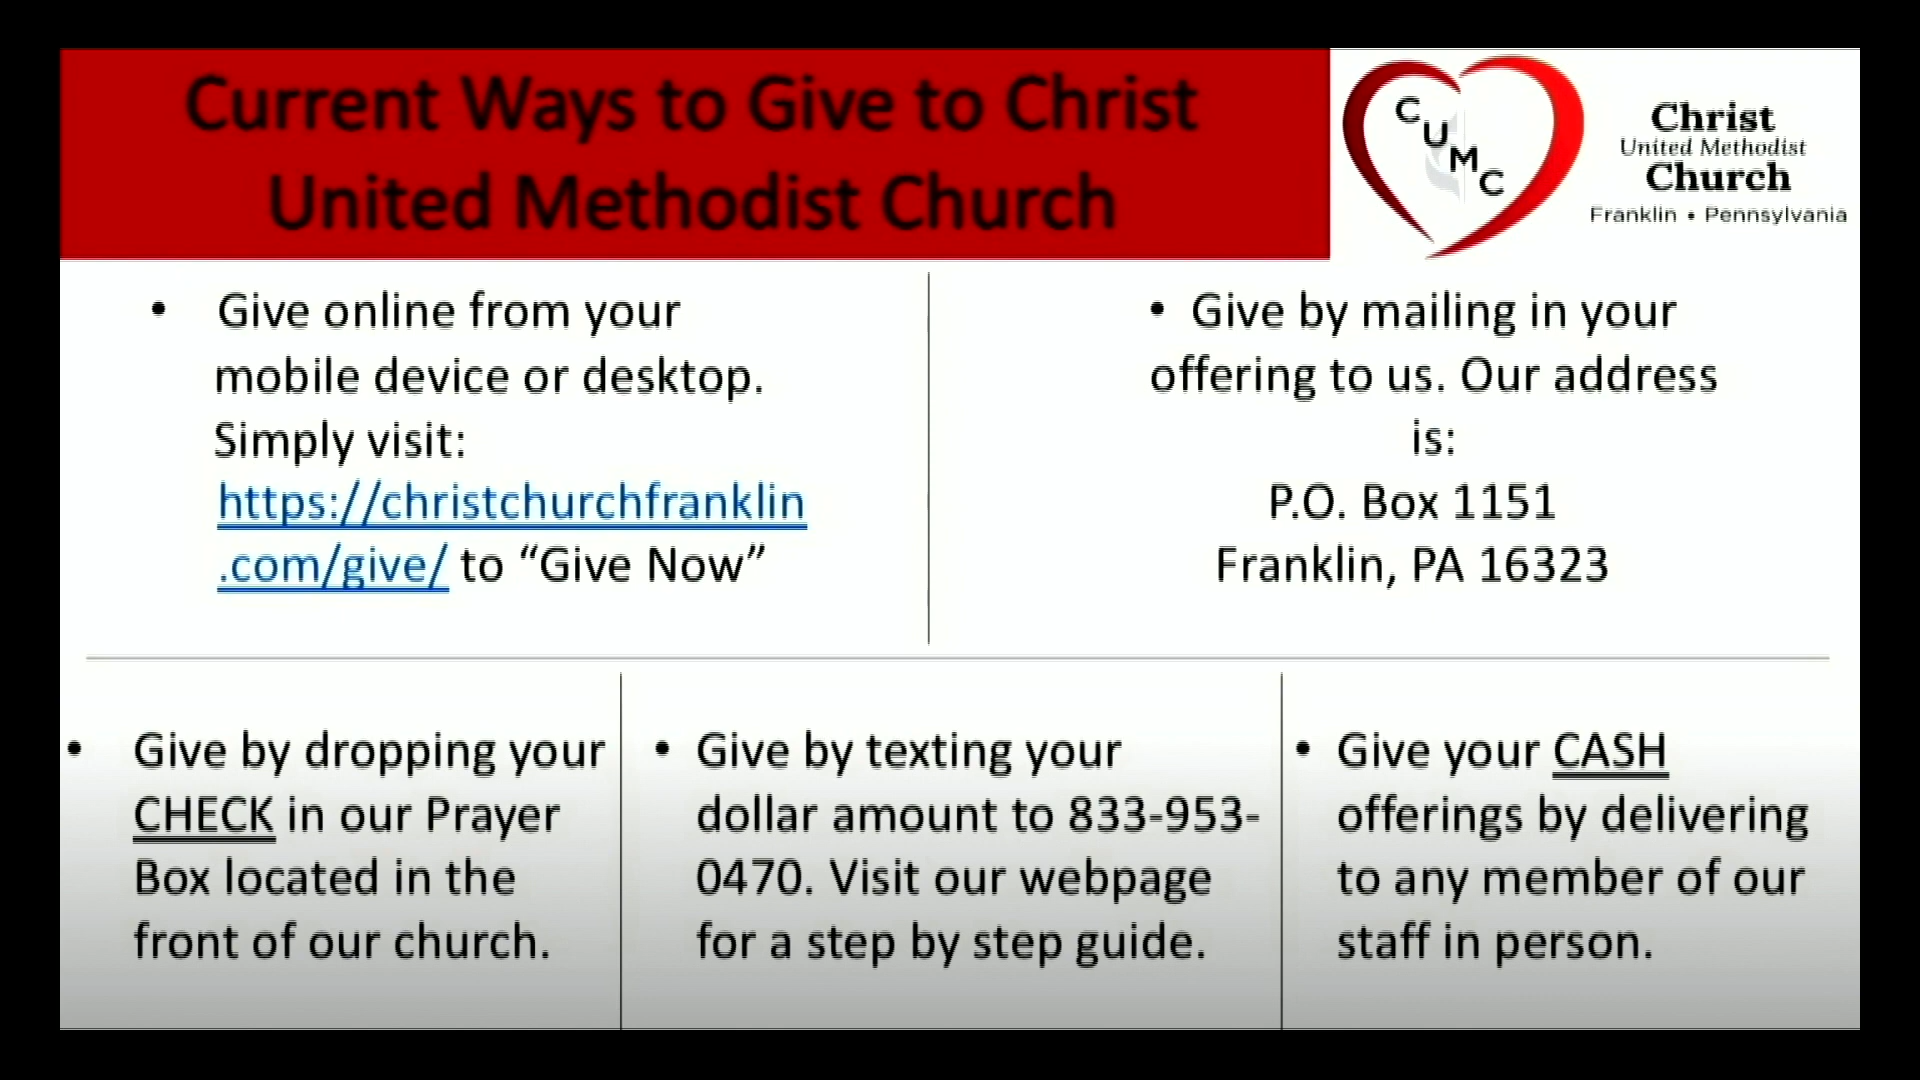 Current Ways to Give to Christ
United Methodist Church
C
U
M
C
Christ
United Methodist
Church
Franklin • Pennsylvania
• Give online from your
mobile device or desktop.
Simply visit:
https://christchurchfranklin
.com/give/ to “Give Now”
• Give by mailing in your
offering to us. Our address
is:
P.O. Box 1151
Franklin, PA 16323
• Give by dropping your
CHECK in our Prayer
Box located in the
front of our church.
• Give by texting your
dollar amount to 833-953-
0470. Visit our webpage
for a step by step guide.
• Give your CASH
offerings by delivering
to any member of our
staff in person.